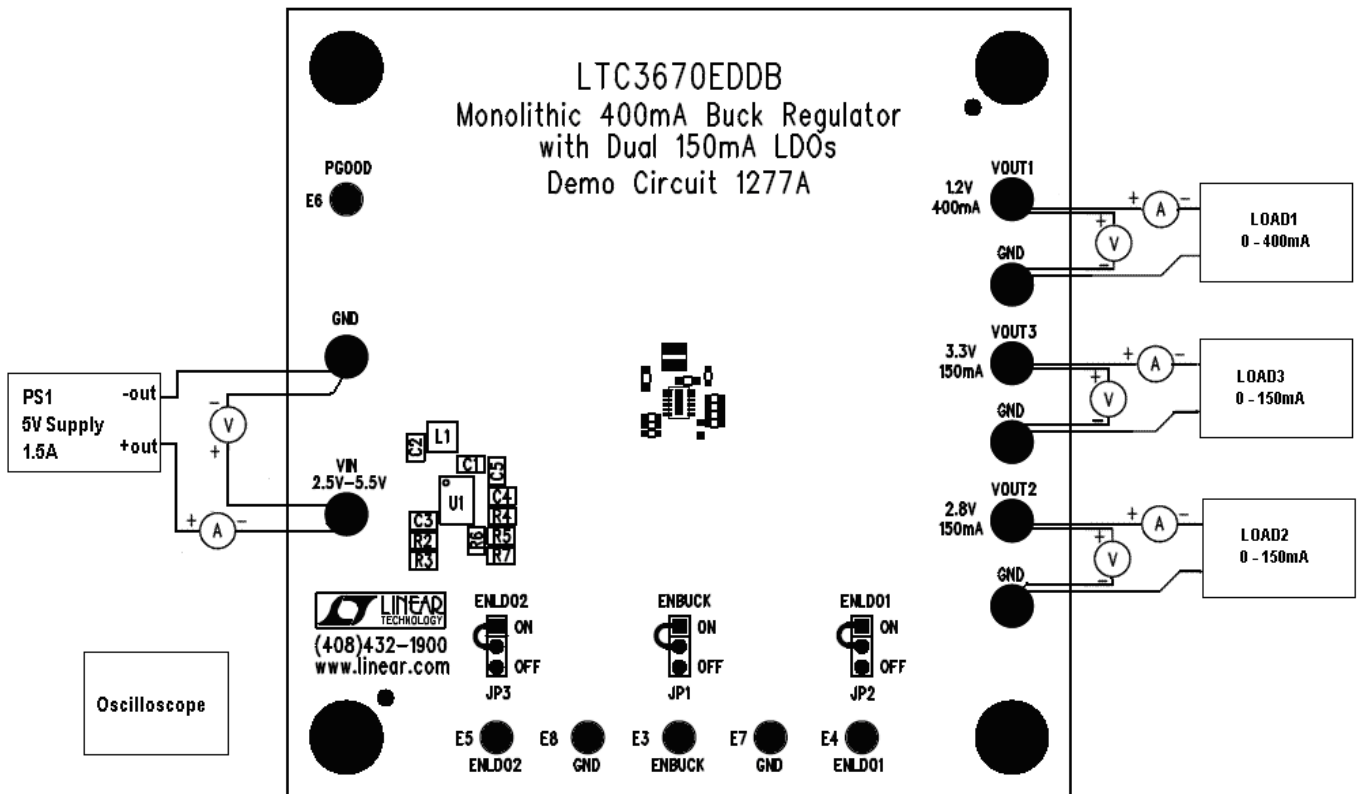 LTC3670EDDB
Monolithic 400mA Buck Regulator
with Dual 150mA LDOs
Demo Circuit 1277A
PGOOD
E6
GND
VIN
2.5V-5.5V
PS1
5V Supply
1.5A
-out
+out
-
V
+
+
A
-
VOUT1
1.2V
400mA
GND
+
A
-
+
V
-
LOAD1
0 - 400mA
VOUT3
3.3V
150mA
GND
+
A
-
+
V
-
LOAD3
0 - 150mA
VOUT2
2.8V
150mA
GND
+
A
-
+
V
-
LOAD2
0 - 150mA
C2
L1
C1
C5
U1
C4
R4
C3
R6
R5
R2
R7
R3
LINEAR
TECHNOLOGY
(408)432-1900
www.linear.com
ENLDO2
ON
OFF
JP3
ENBUCK
ON
OFF
JP1
ENLDO1
ON
OFF
JP2
Oscilloscope
E5
ENLDO2
E8
GND
E3
ENBUCK
E7
GND
E4
ENLDO1